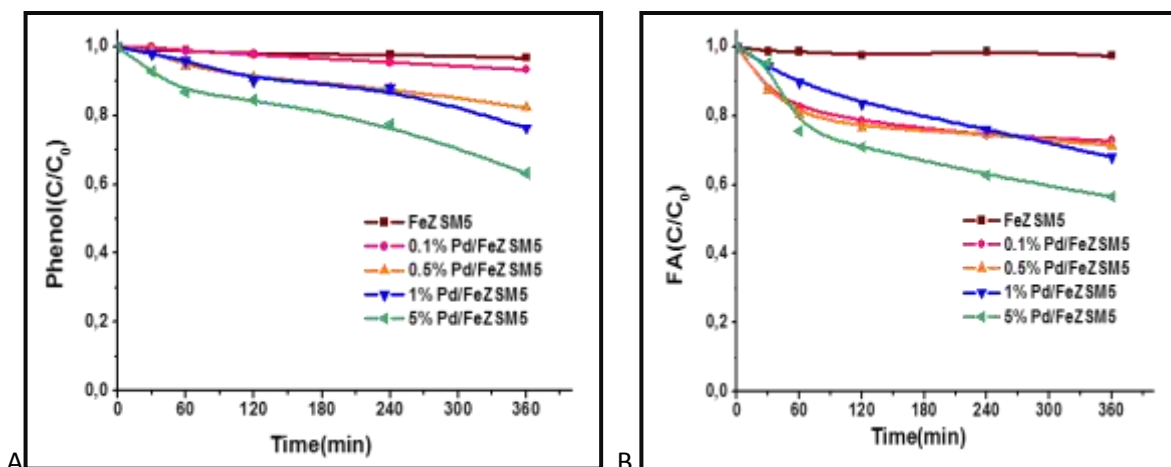 Phenol(C/C₀)
1,0
0,8
0,6
0,4
0,2
0,0
0 60 120 180 240 300 360
Time(min)
FeZSM5
0.1% Pd/FeZSM5
0.5% Pd/FeZSM5
1% Pd/FeZSM5
5% Pd/FeZSM5
A
FA(C/C₀)
1,0
0,8
0,6
0,4
0,2
0,0
0 60 120 180 240 300 360
Time(min)
FeZSM5
0.1% Pd/FeZSM5
0.5% Pd/FeZSM5
1% Pd/FeZSM5
5% Pd/FeZSM5
B